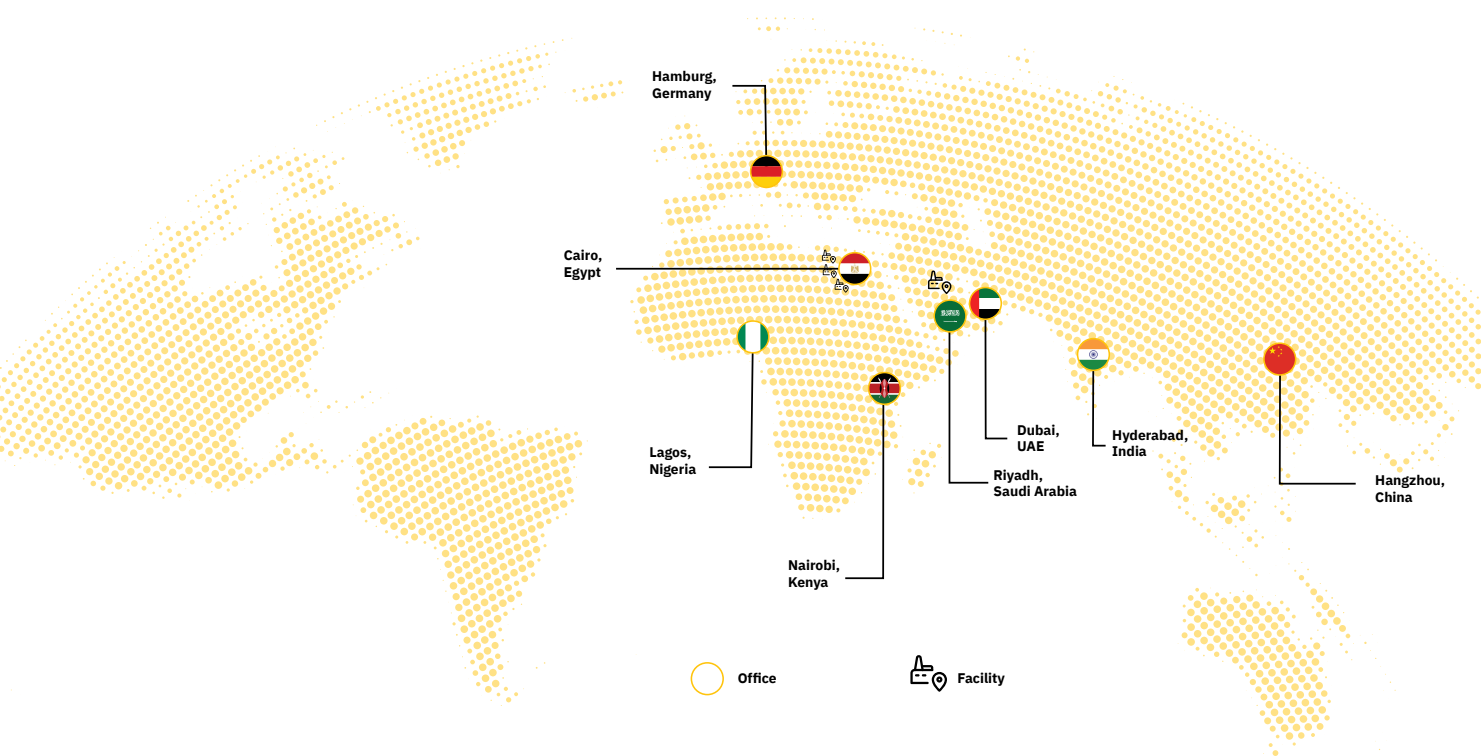 Hamburg,
Germany
Cairo,
Egypt
Lagos,
Nigeria
Dubai,
UAE
Hyderabad,
India
Riyadh,
Saudi Arabia
Hangzhou,
China
Nairobi,
Kenya
Office
Facility